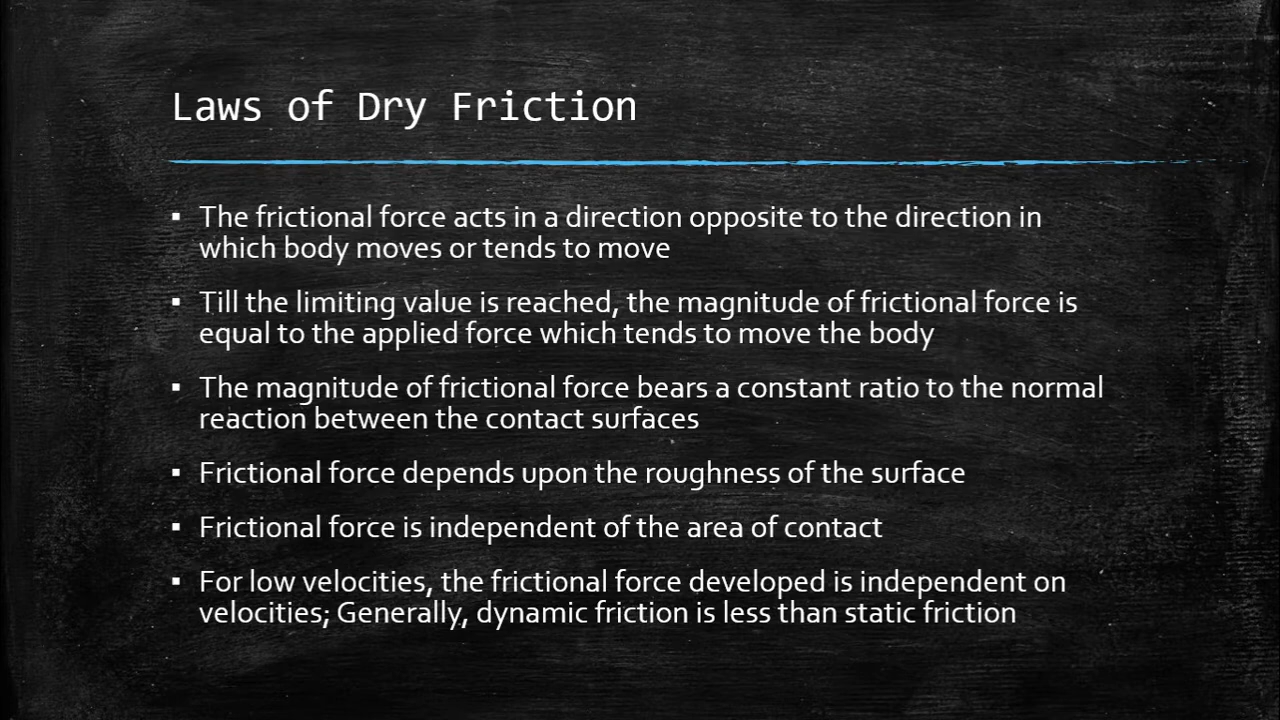 Laws of Dry Friction
▪ The frictional force acts in a direction opposite to the direction in
which body moves or tends to move
▪ Till the limiting value is reached, the magnitude of frictional force is
equal to the applied force which tends to move the body
▪ The magnitude of frictional force bears a constant ratio to the normal
reaction between the contact surfaces
▪ Frictional force depends upon the roughness of the surface
▪ Frictional force is independent of the area of contact
▪ For low velocities, the frictional force developed is independent on
velocities; Generally, dynamic friction is less than static friction